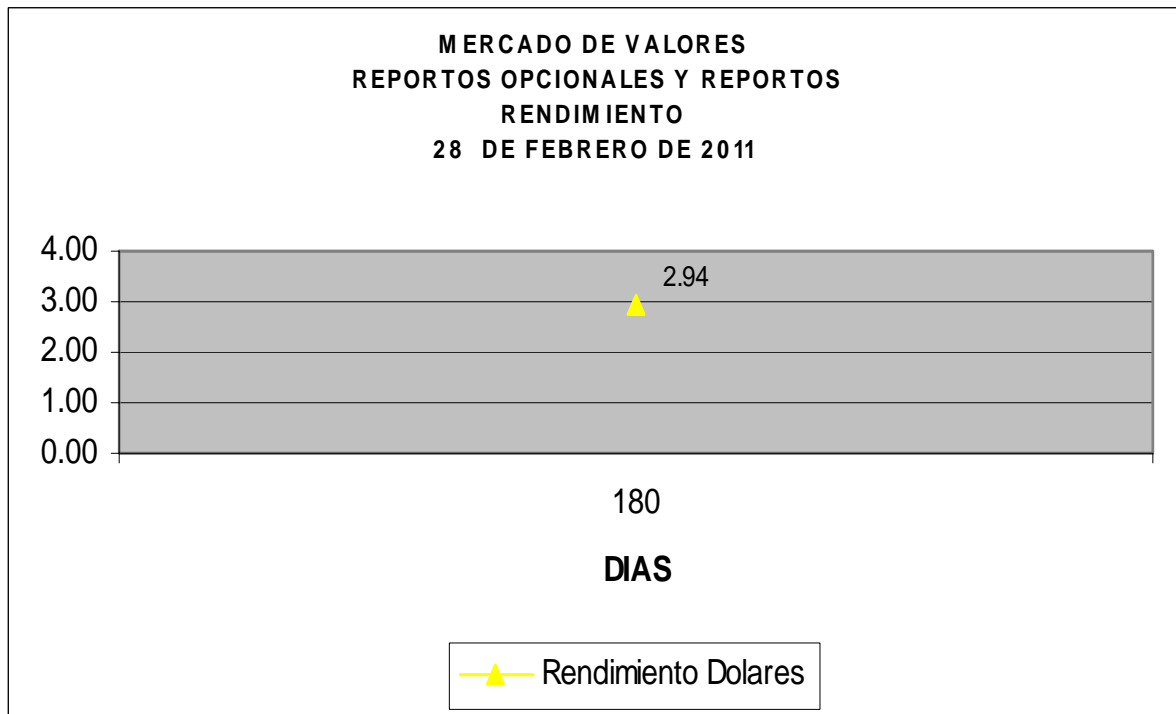 MERCADO DE VALORES
REPORTOS OPCIONALES Y REPORTOS
RENDIMIENTO
28 DE FEBRERO DE 2011
4.00
3.00
2.00
1.00
0.00
2.94
180
DIAS
Rendimiento Dolares